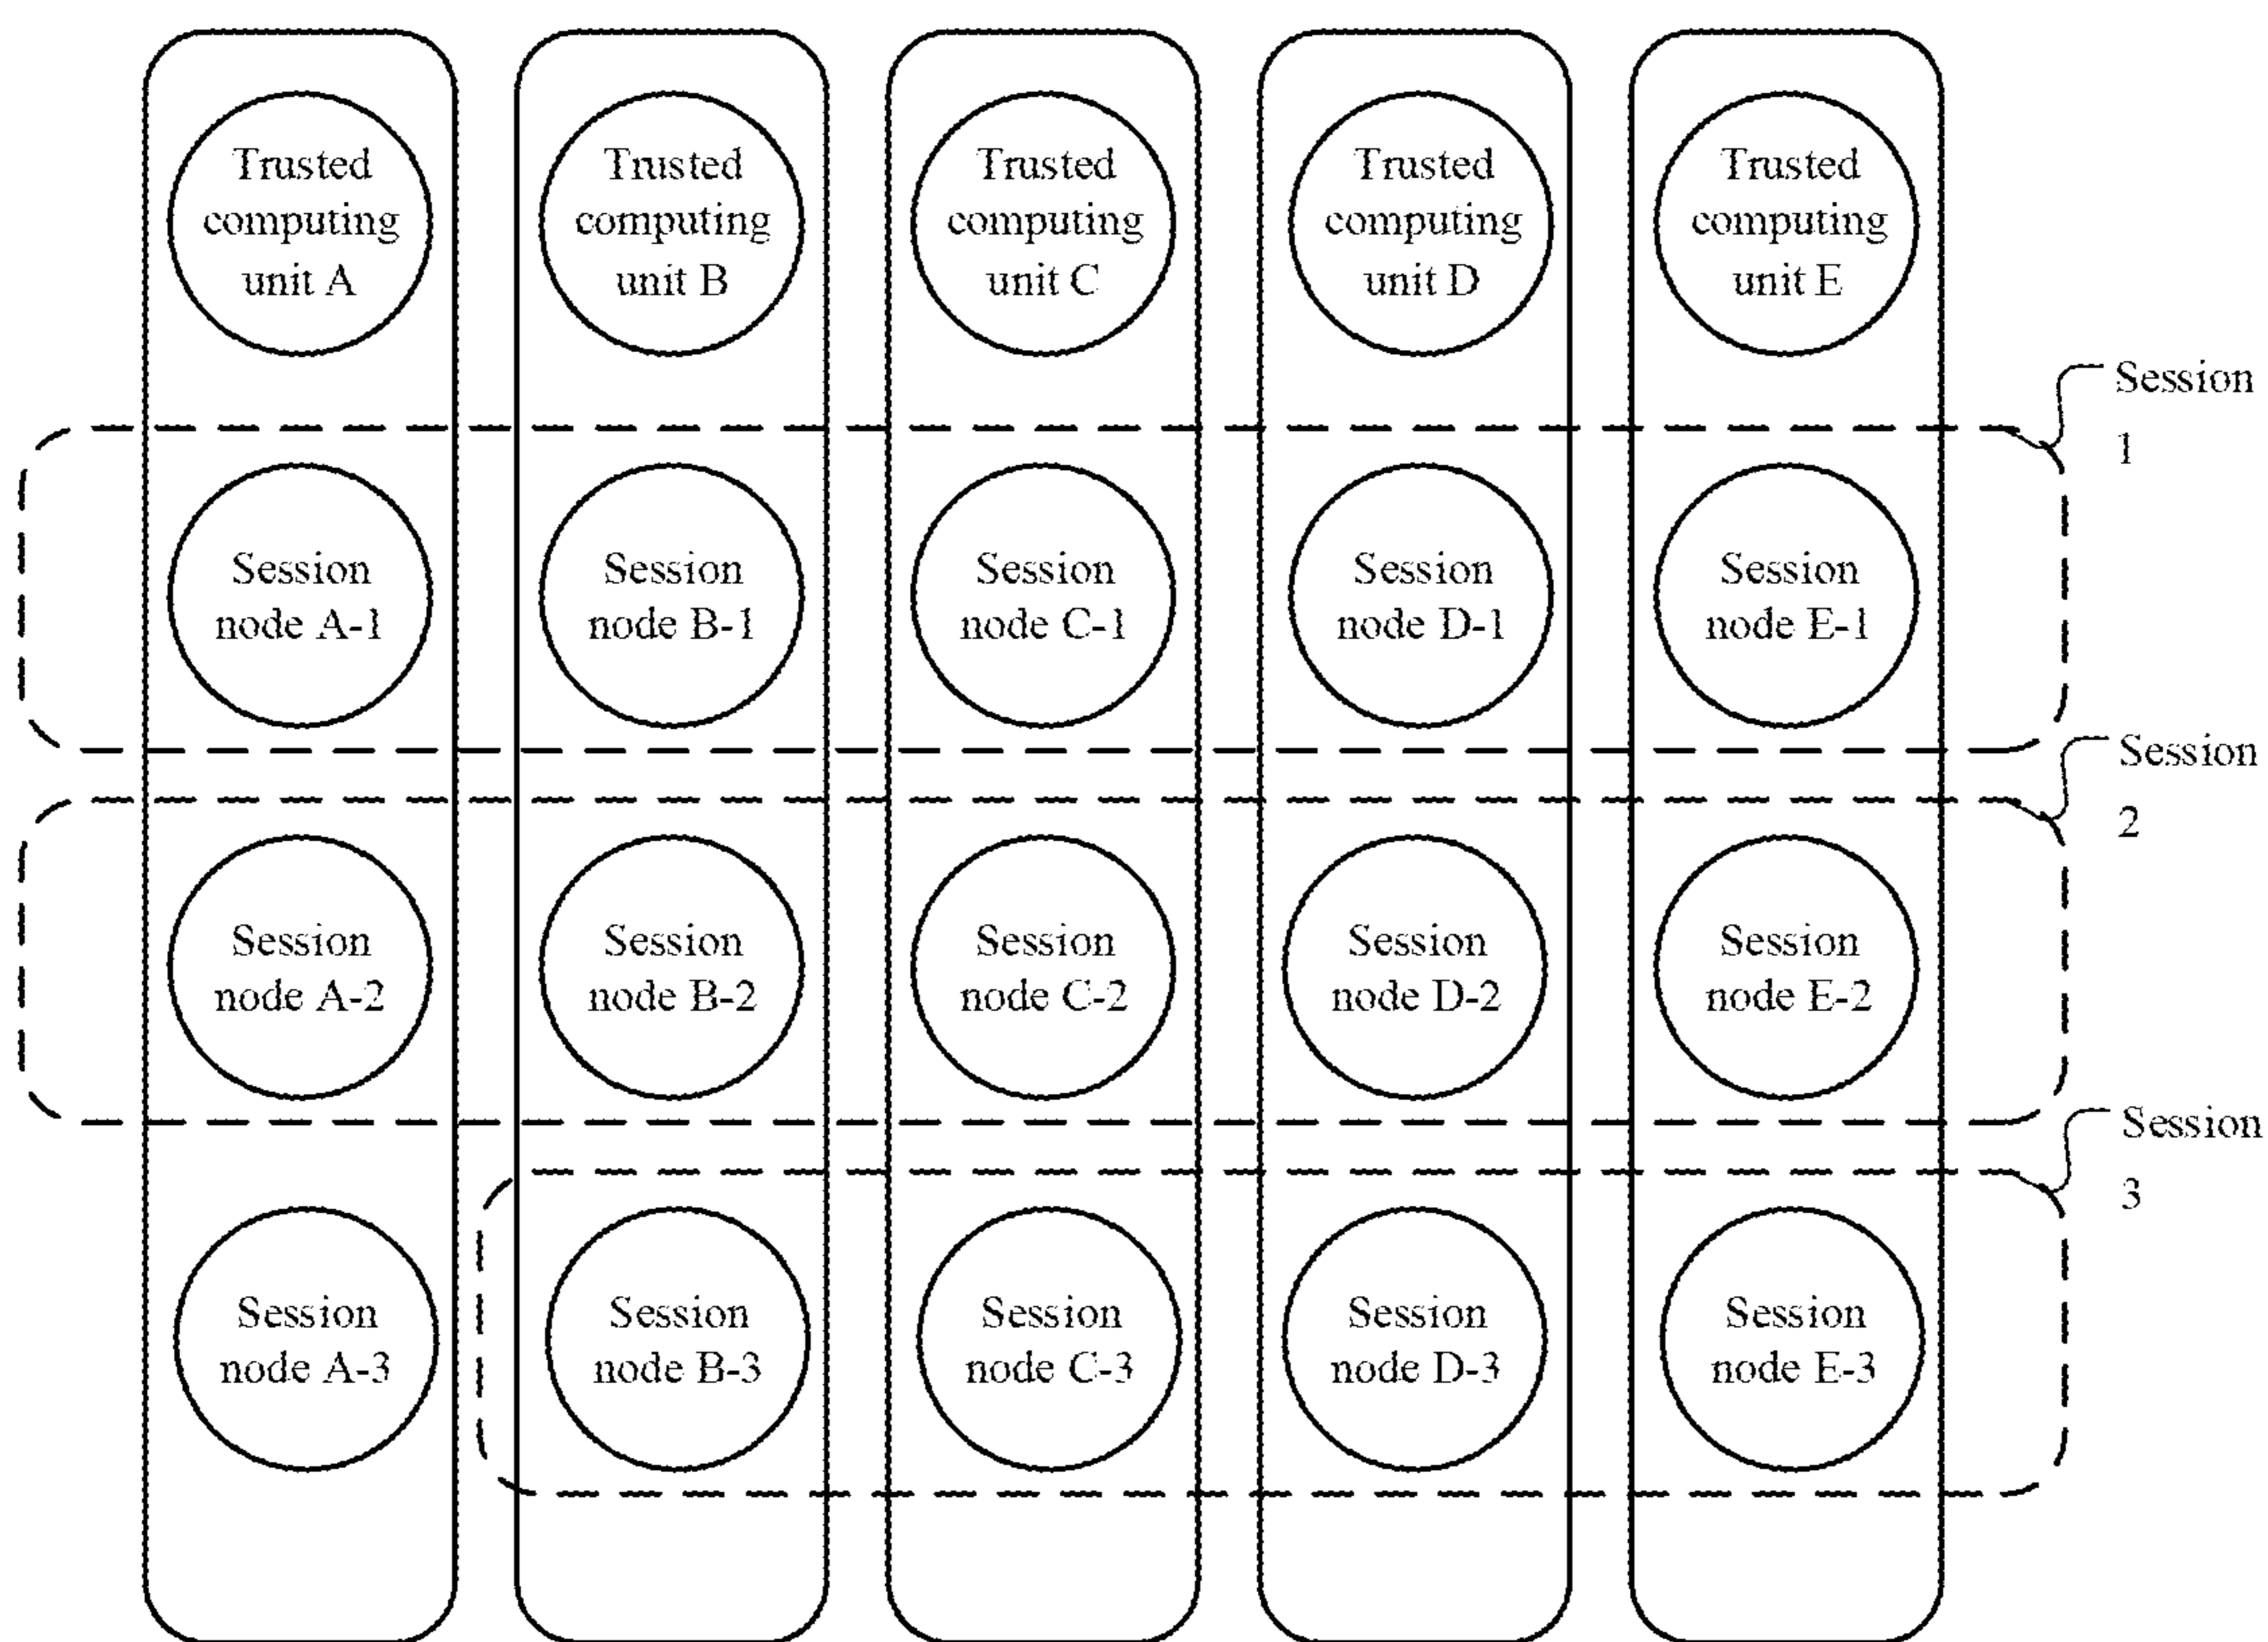 Trusted
computing
unit A
Trusted
computing
unit B
Trusted
computing
unit C
Trusted
computing
unit D
Trusted
computing
unit E
Session
1
Session
node A-1
Session
node B-1
Session
node C-1
Session
node D-1
Session
node E-1
Session
2
Session
node A-2
Session
node B-2
Session
node C-2
Session
node D-2
Session
node E-2
Session
3
Session
node A-3
Session
node B-3
Session
node C-3
Session
node D-3
Session
node E-3